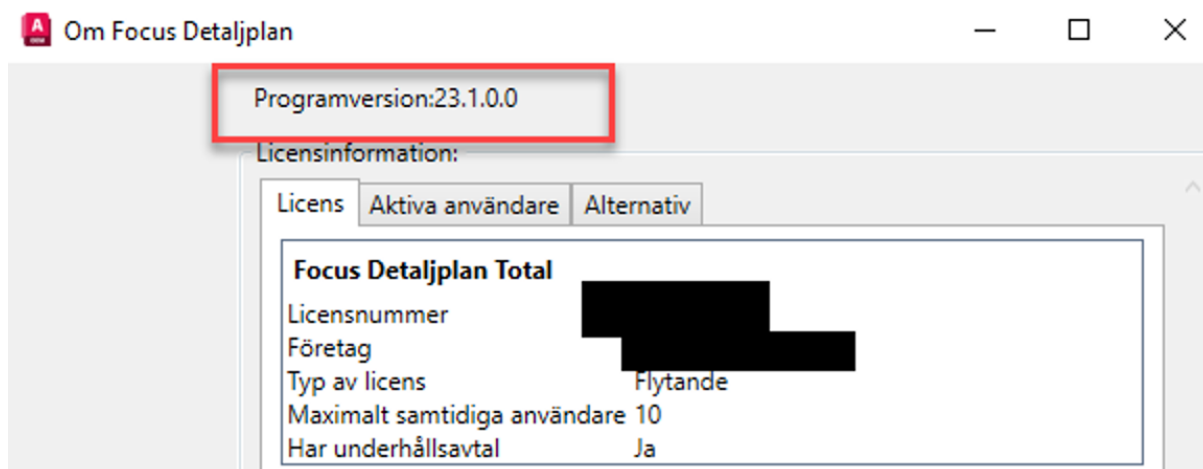 Om Focus Detaljplan
Programversion:23.1.0.0
Licensinformation:
Licens Aktiva användare Alternativ
Focus Detaljplan Total
Licensnummer
Företag
Typ av licens Flytande
Maximalt samtidiga användare 10
Har underhållsavtal Ja